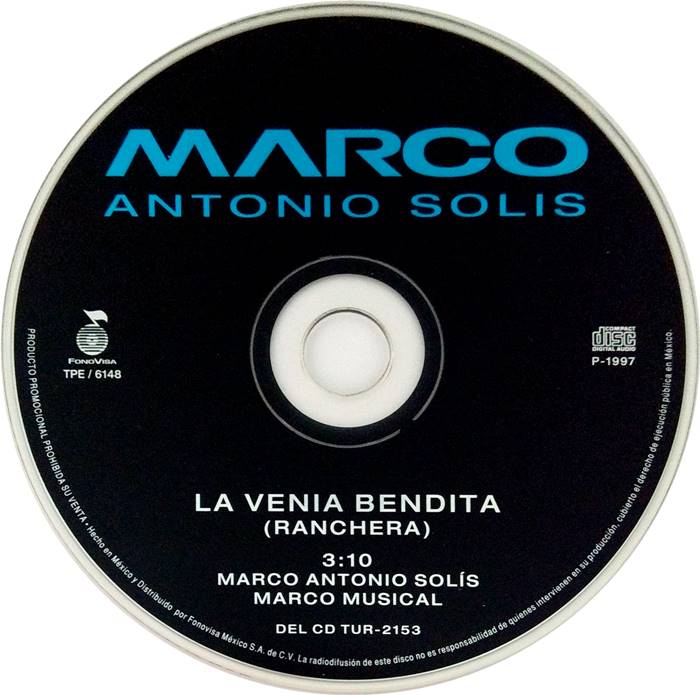 MARCO
ANTONIO SOLIS
FONOVISA
TPE / 6148
COMPACT
disc
DIGITAL AUDIO
P-1997
LA VENIA BENDITA
(RANCHERA)
3:10
MARCO ANTONIO SOLÍS
MARCO MUSICAL
DEL CD TUR-2153
PRODUCTO PROMOCIONAL PROHIBIDA SU VENTA • Hecho en México y Distribuido por Fonovisa México S.A. de C.V. La radiodifusión de este disco no es responsabilidad de quienes intervienen en su producción, cubierto el derecho de ejecución pública en México.